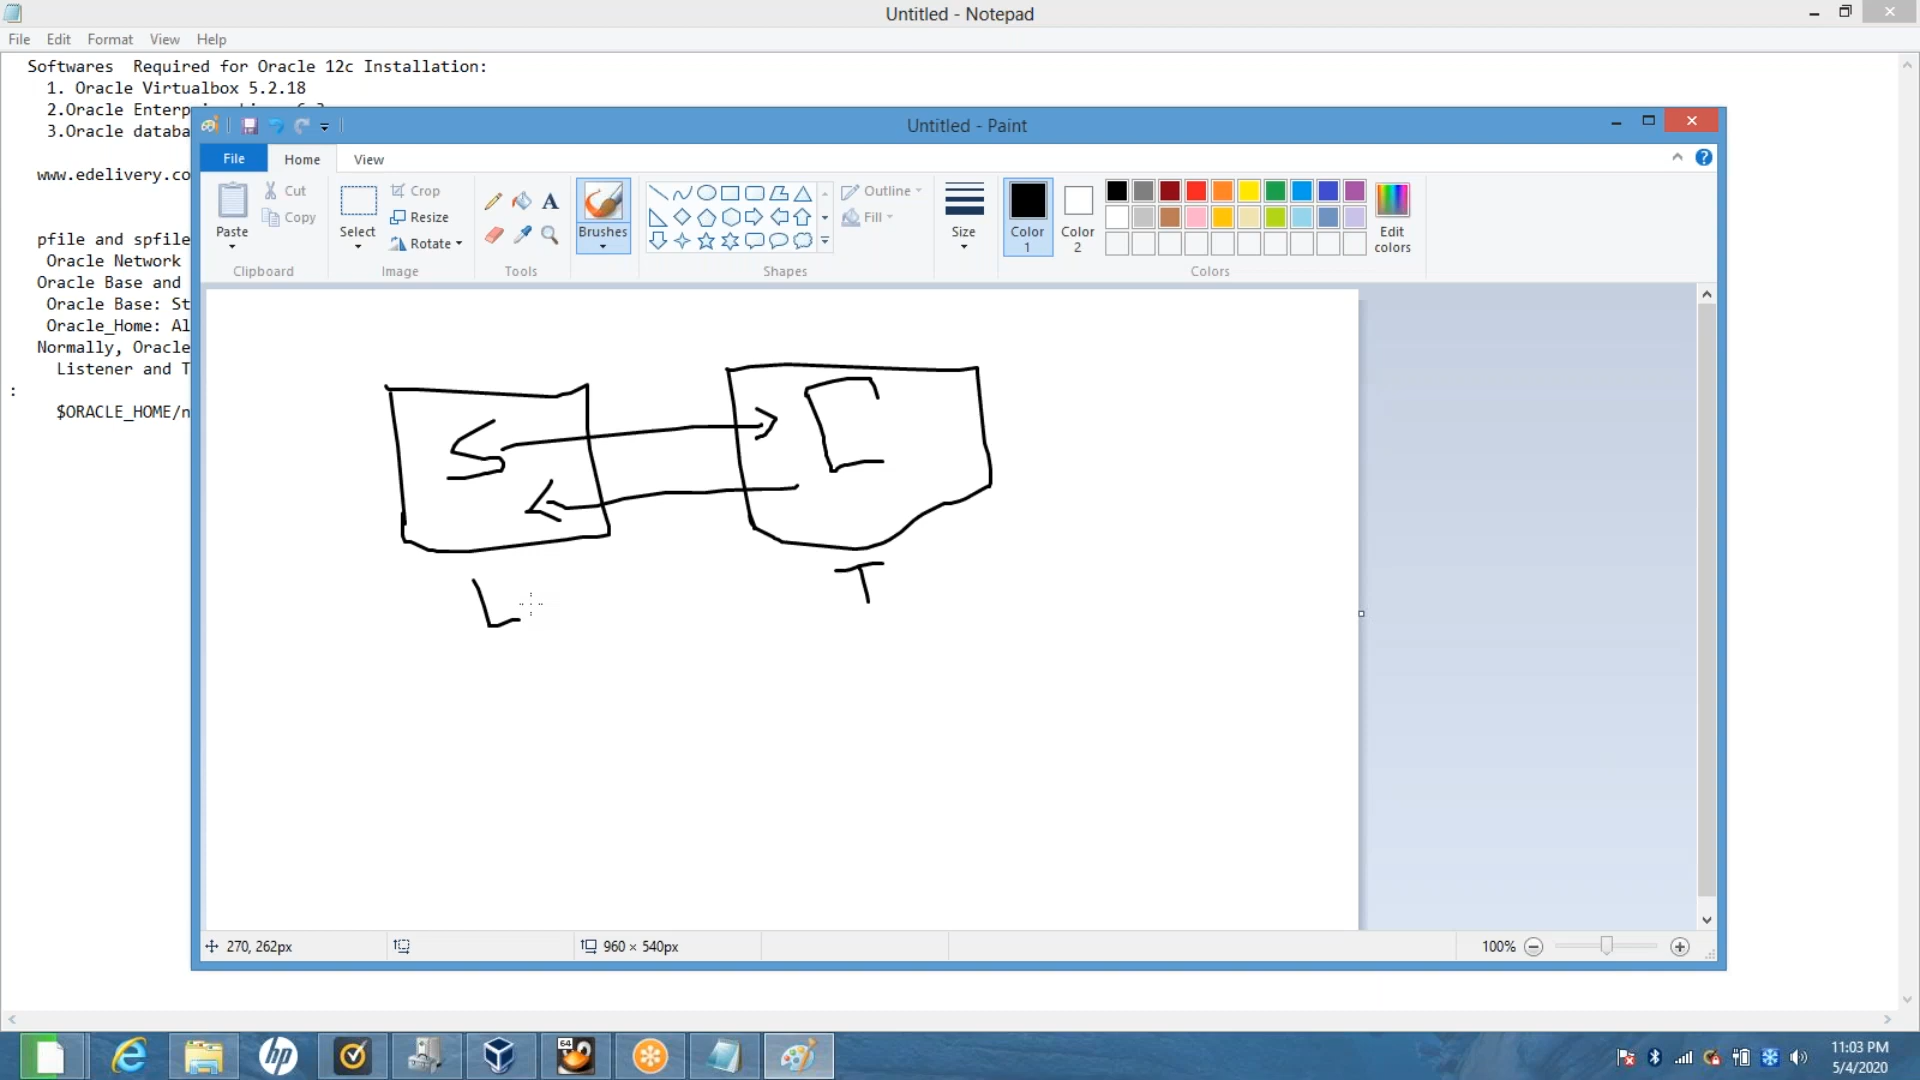 Untitled - Notepad
File Edit Format View Help
Softwares Required for Oracle 12c Installation:
1. Oracle Virtualbox 5.2.18
2.Oracle Enterp
3.Oracle databa
www.edelivery.co
pfile and spfile
Oracle Network
Oracle Base and
Oracle Base: St
Oracle_Home: Al
Normally, Oracle
Listener and T
:
$ORACLE_HOME/n
Untitled - Paint
File Home View
Paste
Cut
Copy
Clipboard
Select
Crop
Resize
Rotate
Image
A
Tools
Brushes
Outline
Fill
Shapes
Size
Color 1
Color 2
Edit colors
Colors
S
C
L
T
270, 262px
960 × 540px
100%
hp
64
11:03 PM
5/4/2020